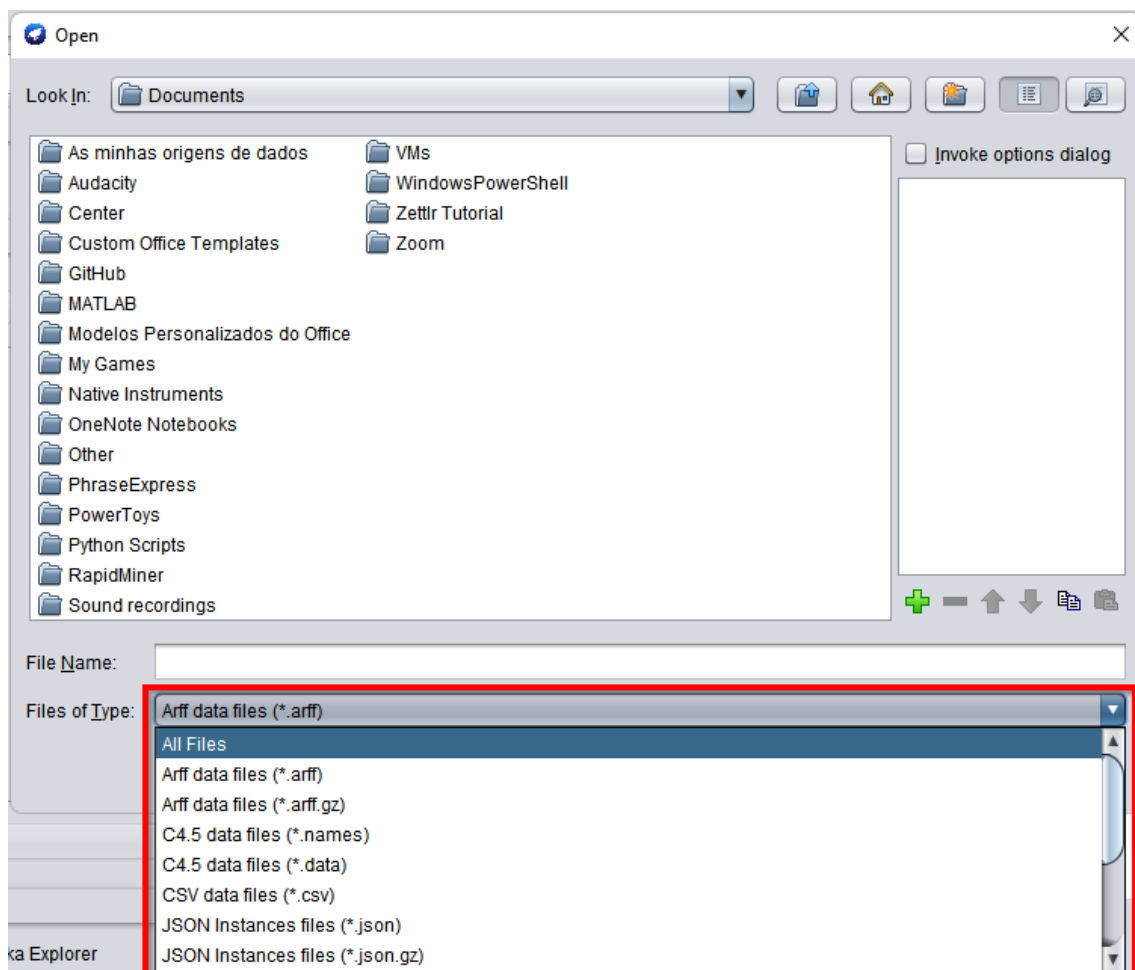 Open
Look In: Documents
As minhas origens de dados
Audacity
Center
Custom Office Templates
GitHub
MATLAB
Modelos Personalizados do Office
My Games
Native Instruments
OneNote Notebooks
Other
PhraseExpress
PowerToys
Python Scripts
RapidMiner
Sound recordings
VMs
WindowsPowerShell
Zettlr Tutorial
Zoom
Invoke options dialog
File Name:
Files of Type: Arff data files (*.arff)
All Files
Arff data files (*.arff)
Arff data files (*.arff.gz)
C4.5 data files (*.names)
C4.5 data files (*.data)
CSV data files (*.csv)
JSON Instances files (*.json)
JSON Instances files (*.json.gz)
ka Explorer